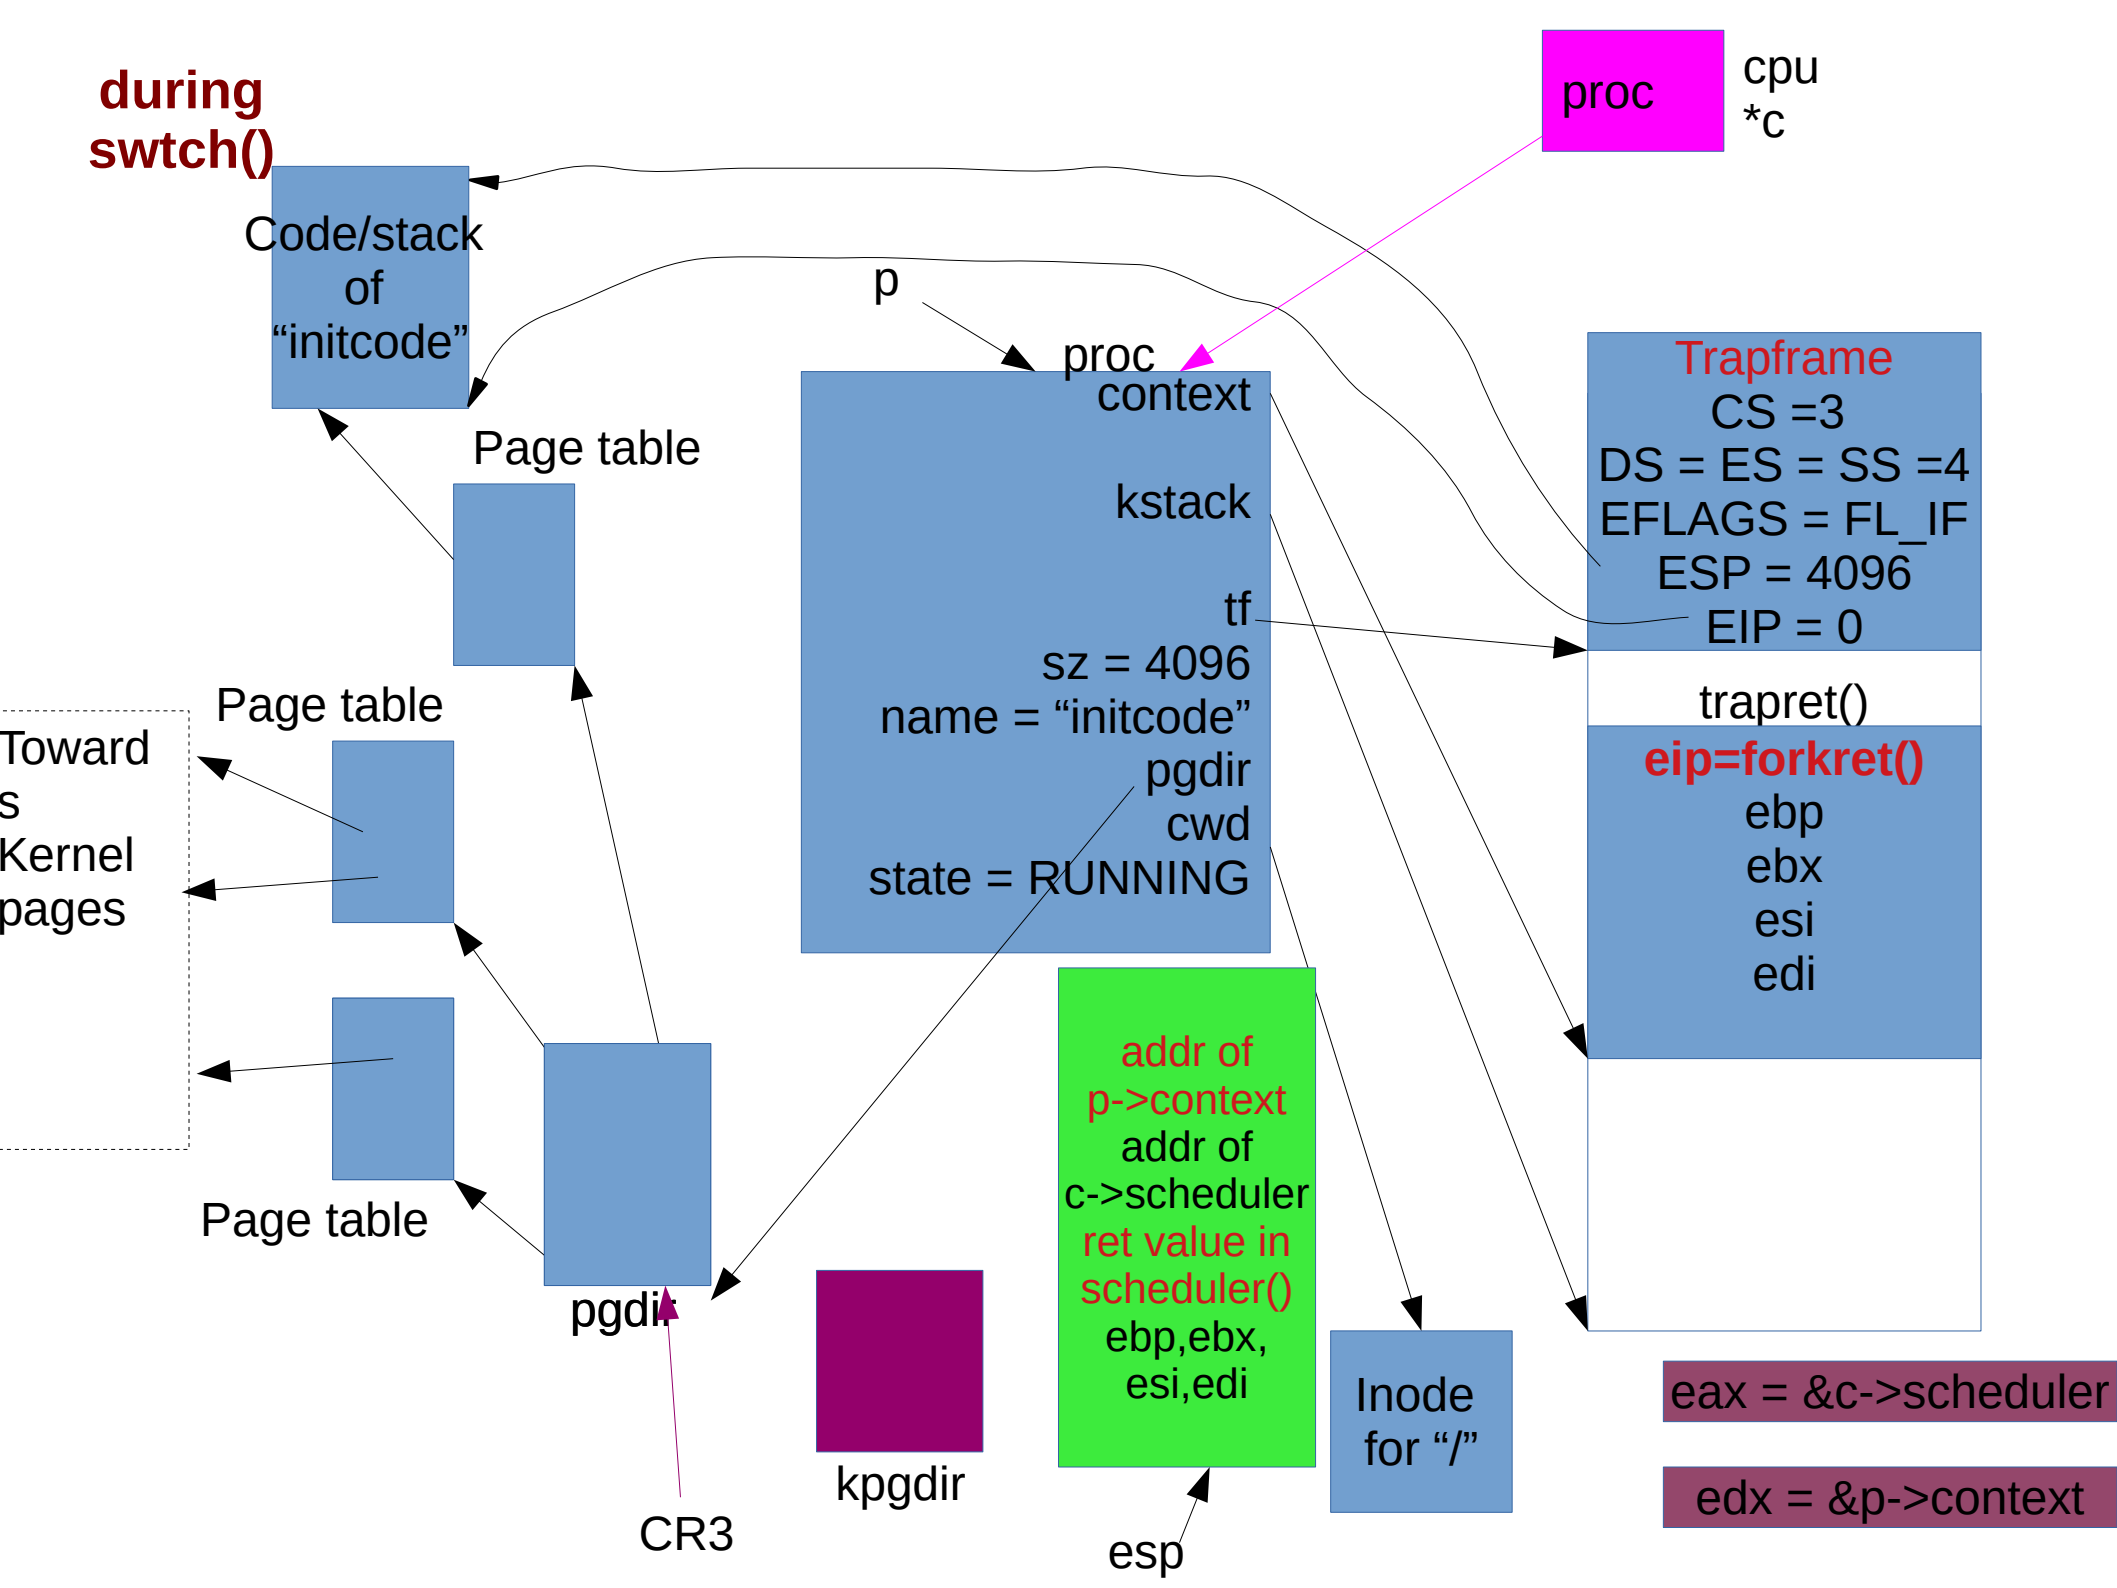 during
swtch()
Code/stack
of
“initcode”
Page table
Page table
Toward
s
Kernel
pages
Page table
pgdir
CR3
kpgdir
p
proc
context
kstack
tf
sz = 4096
name = “initcode”
pgdir
cwd
state = RUNNING
addr of
p->context
addr of
c->scheduler
ret value in
scheduler()
ebp,ebx,
esi,edi
esp
Inode
for “/”
proc
cpu
*c
Trapframe
CS =3
DS = ES = SS =4
EFLAGS = FL_IF
ESP = 4096
EIP = 0
trapret()
eip=forkret()
ebp
ebx
esi
edi
eax = &c->scheduler
edx = &p->context